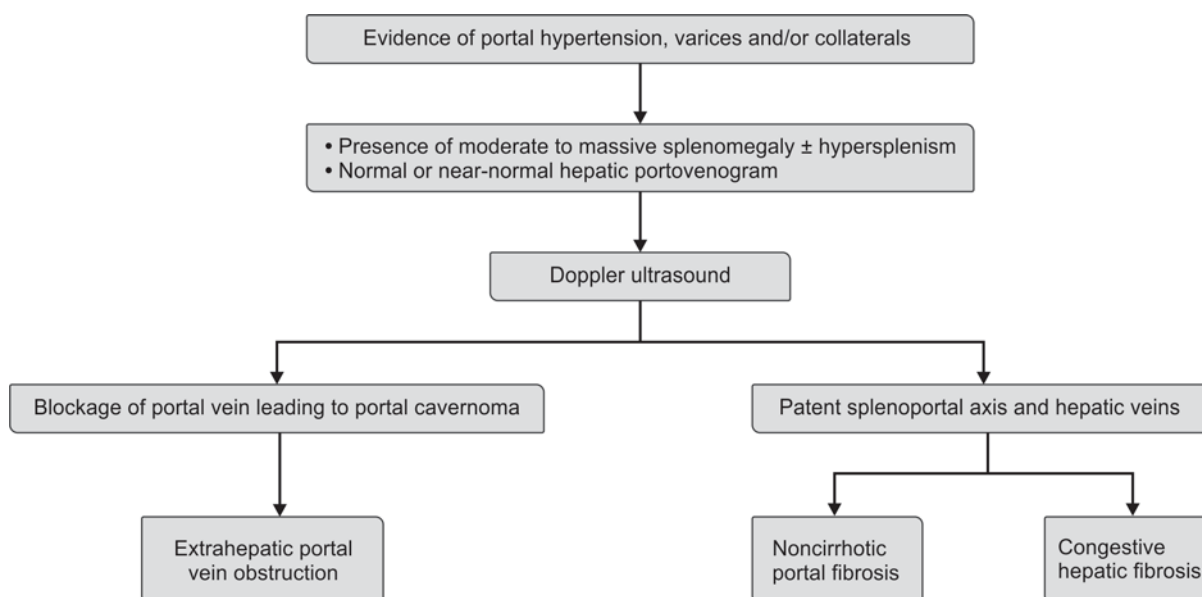 Evidence of portal hypertension, varices and/or collaterals
• Presence of moderate to massive splenomegaly ± hypersplenism
• Normal or near-normal hepatic portovenogram
Doppler ultrasound
Blockage of portal vein leading to portal cavernoma
Patent splenoportal axis and hepatic veins
Extrahepatic portal
vein obstruction
Noncirrhotic
portal fibrosis
Congestive
hepatic fibrosis